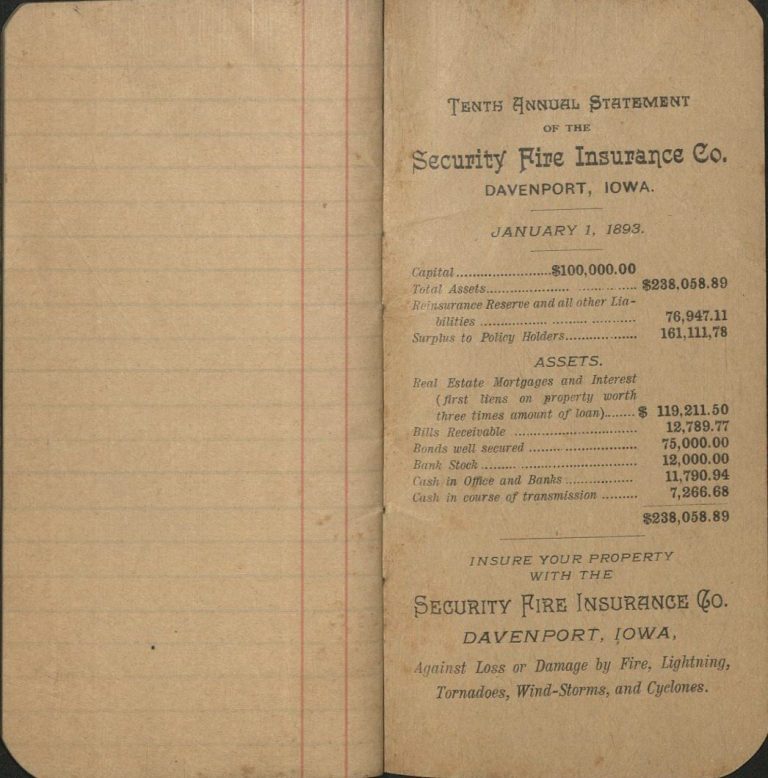 TENTH ANNUAL STATEMENT
OF THE
Security Fire Insurance Co.
DAVENPORT, IOWA.
JANUARY 1, 1893.
Capital........................$100,000.00
Total Assets...................... ................. $238,058.89
Reinsurance Reserve and all other Lia-
bilities ...................................... 76,947.11
Surplus to Policy Holders.................. 161,111,78
ASSETS.
Real Estate Mortgages and Interest
(first liens on property worth
three times amount of loan)....... $ 119,211.50
Bills Receivable ............................... 12,789.77
Bonds well secured ........................... 75,000.00
Bank Stock....................................... 12,000.00
Cash in Office and Banks ................. 11,790.94
Cash in course of transmission ......... 7,266.68
$238,058.89
INSURE YOUR PROPERTY
WITH THE
SECURITY FIRE INSURANCE CO.
DAVENPORT, IOWA,
Against Loss or Damage by Fire, Lightning,
Tornadoes, Wind-Storms, and Cyclones.